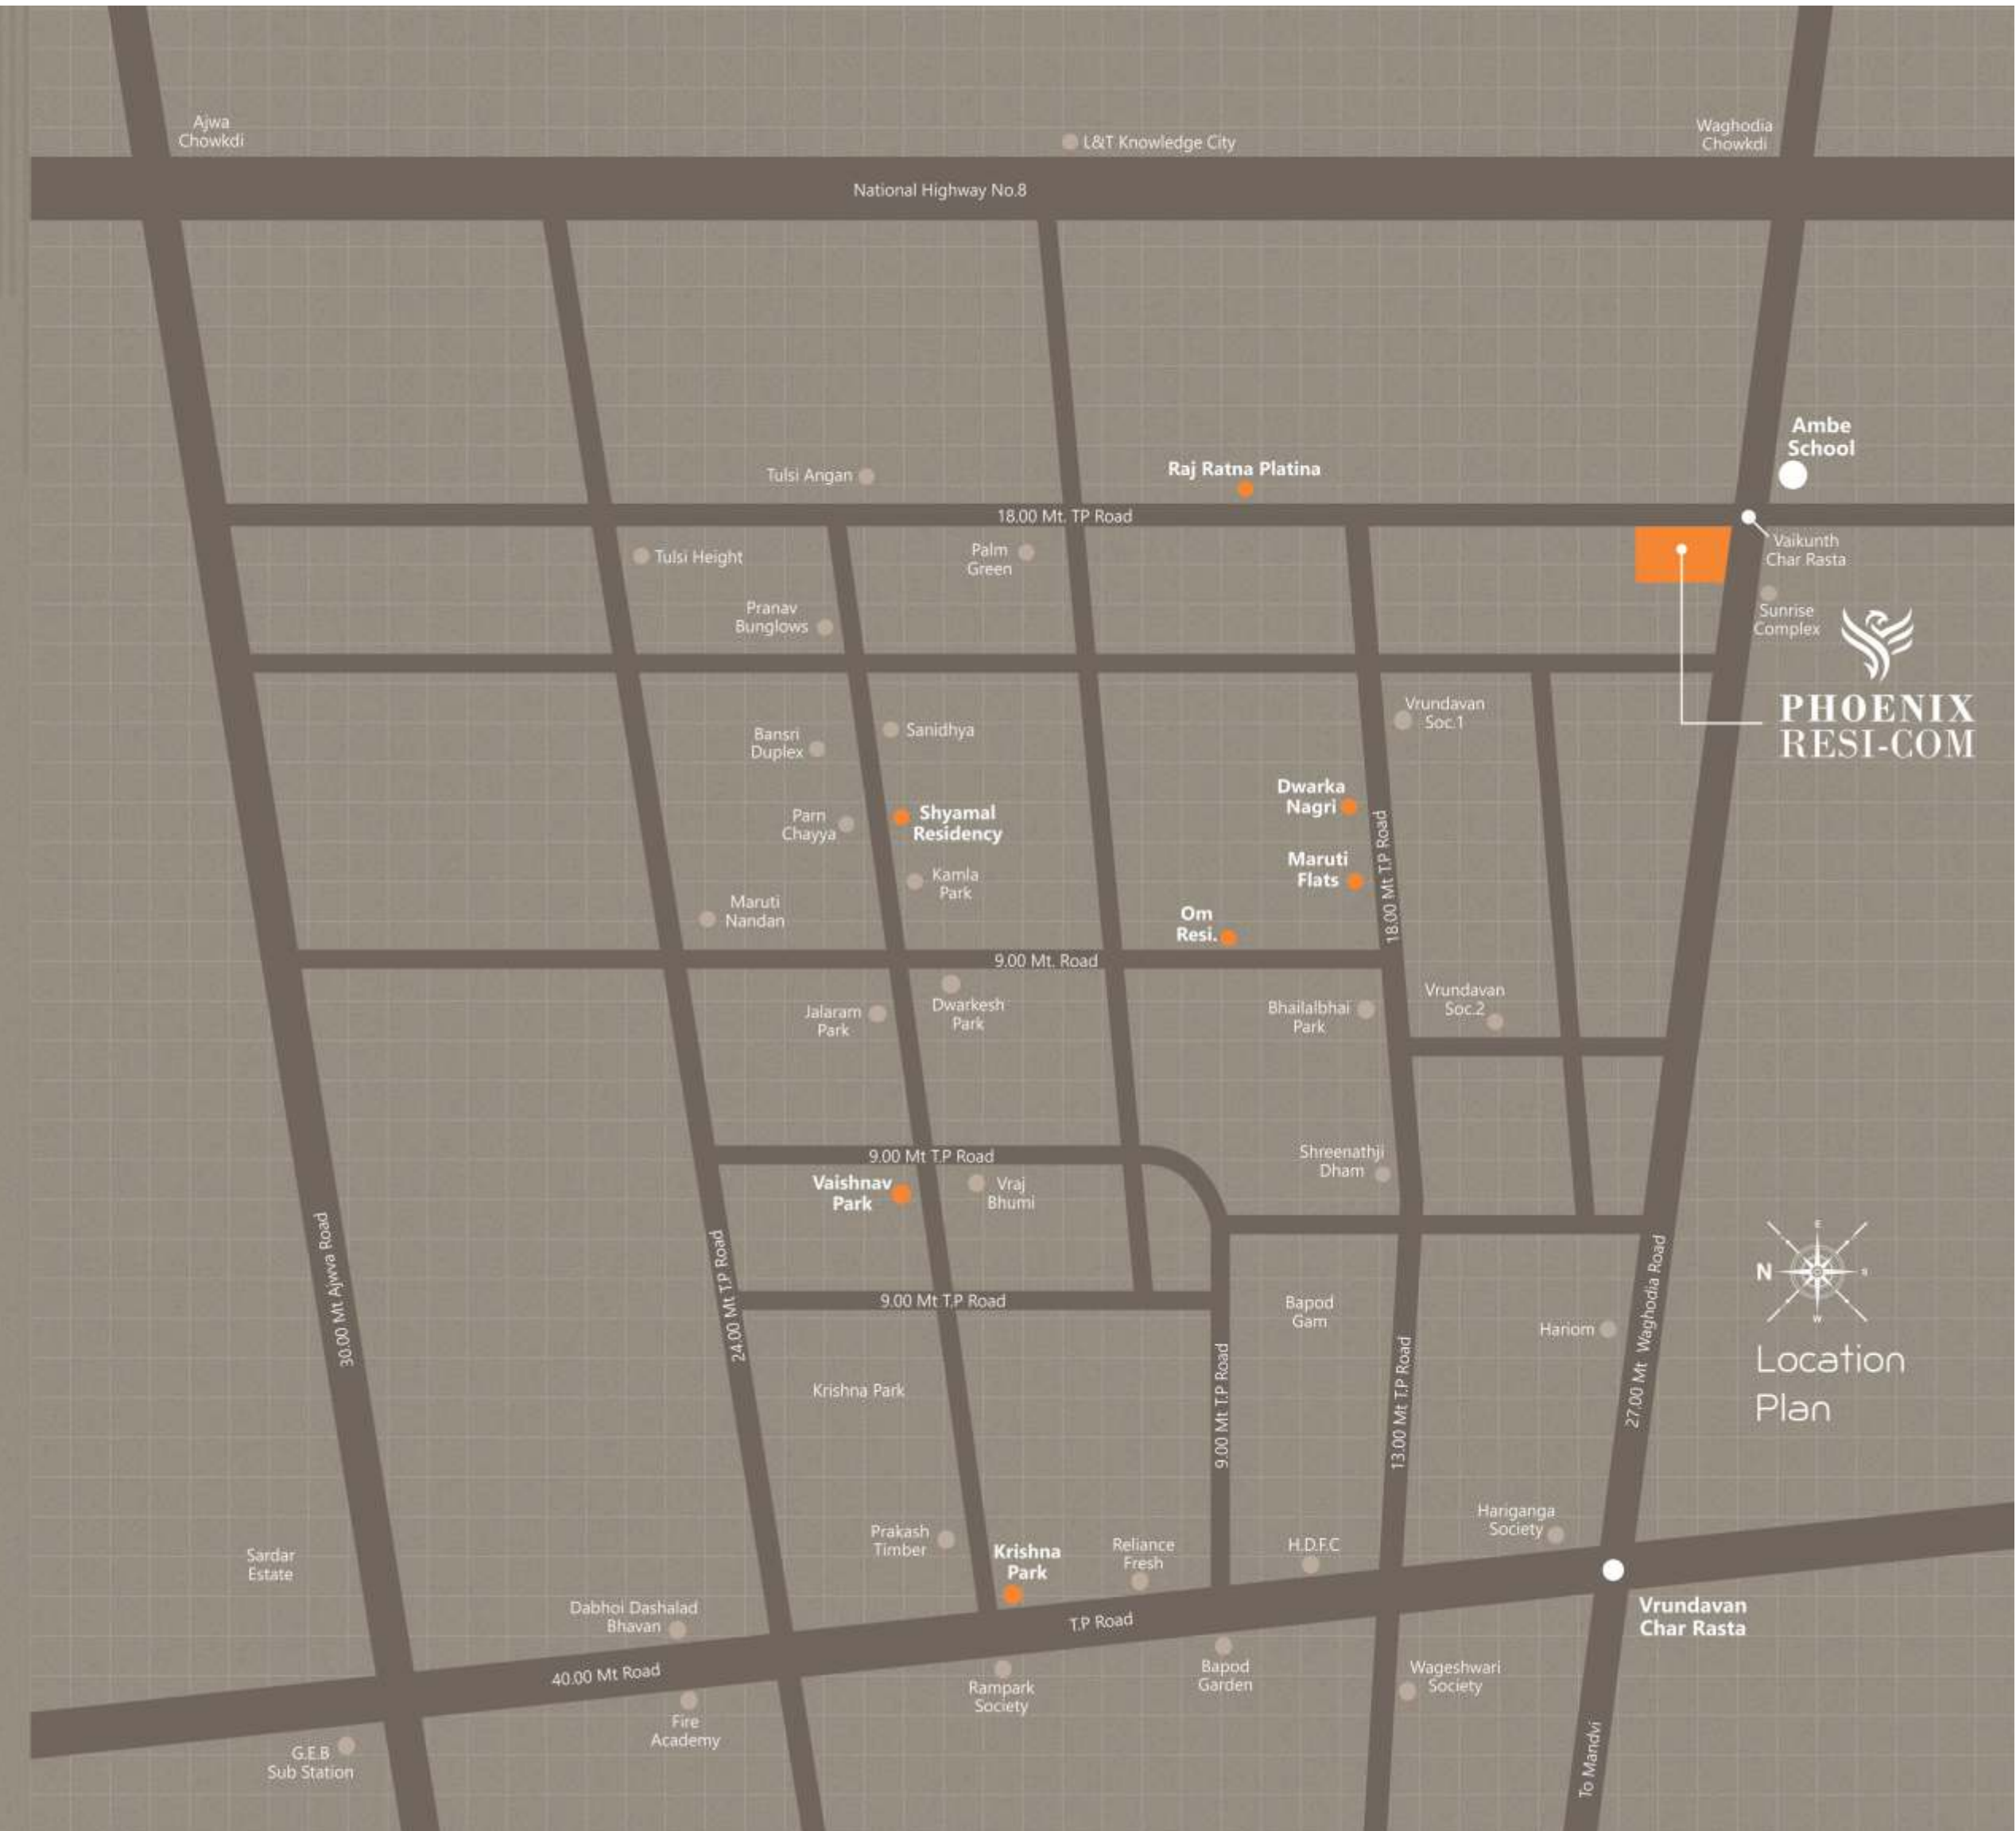 Ajwa
Chowkdi
L&T Knowledge City
Waghodia
Chowkdi
National Highway No.8
Ambe
School
Tulsi Angan
Raj Ratna Platina
18.00 Mt. TP Road
Vaikunth
Char Rasta
Tulsi Height
Palm
Green
Pranav
Bunglows
Sunrise
Complex
PHOENIX
RESI-COM
Vrundavan
Soc.1
Sanidhya
Bansri
Duplex
Dwarka
Nagri
Shyamal
Residency
Parn
Chayya
18.00 Mt T.P Road
Maruti
Flats
Kamla
Park
Maruti
Nandan
Om
Resi.
9.00 Mt. Road
Dwarkesh
Park
Jalaram
Park
Bhailalbhai
Park
Vrundavan
Soc.2
9.00 Mt T.P Road
Shreenathji
Dham
Vaishnav
Park
Vraj
Bhumi
30.00 Mt Ajwva Road
24.00 Mt T.P Road
9.00 Mt T.P Road
Bapod
Gam
Hariom
27.00 Mt Waghodia Road
E
N
S
W
Location
Plan
Krishna Park
9.00 Mt T.P Road
13.00 Mt T.P Road
Hariganga
Society
Prakash
Timber
Krishna
Park
Reliance
Fresh
H.D.F.C
Sardar
Estate
Dabhoi Dashalad
Bhavan
T.P Road
Vrundavan
Char Rasta
40.00 Mt Road
Rampark
Society
Bapod
Garden
Wageshwari
Society
Fire
Academy
G.E.B
Sub Station
To Mandvi